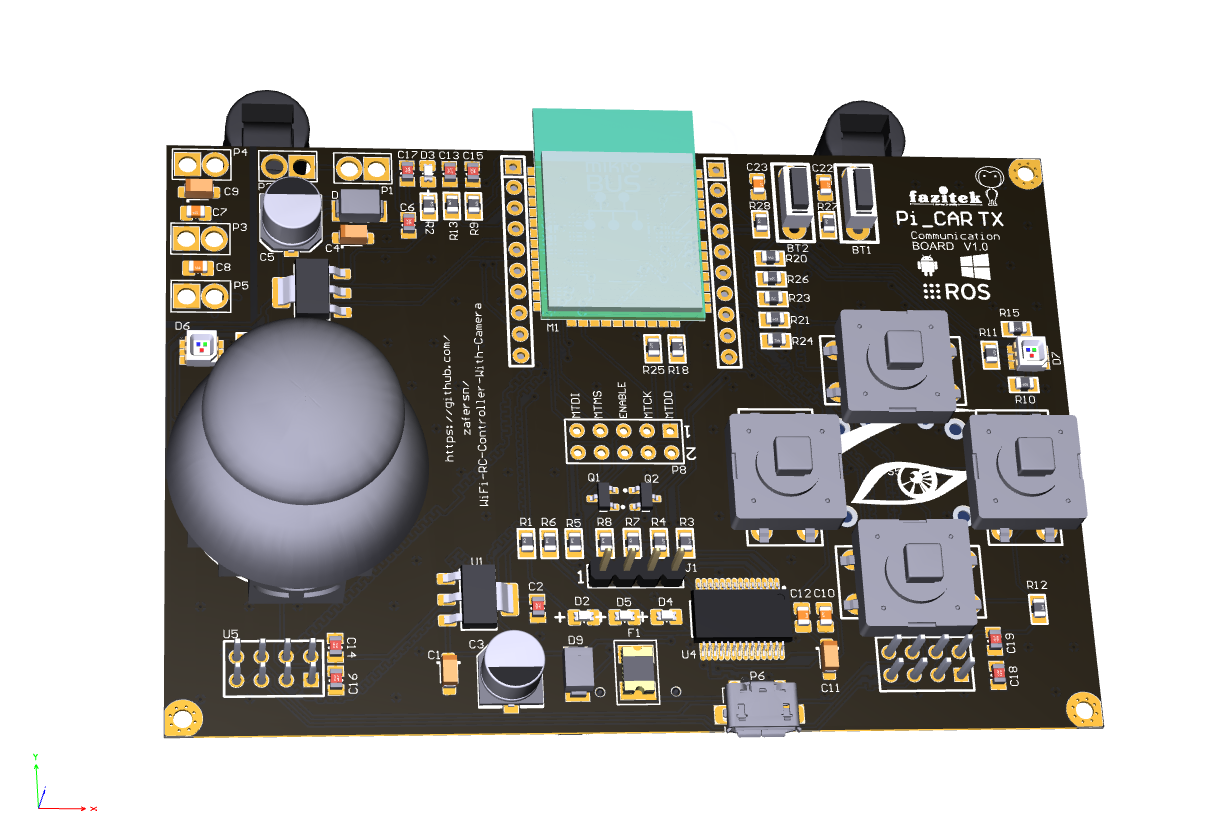 P4
C9
C7
P3
C8
P5
D6
C5
D
C4
P1
C17
D3
C13
C15
C6
R2
R13
R9
M1
R25
R18
C23
C22
R28
R27
BT2
BT1
R20
R26
R23
R21
R24
fazitek
Pi_CAR TX
Communication
BOARD V1.0
ROS
R15
R11
D7
R10
https://github.com/
zafersn/
WiFi-RC-Controller-With-Camera
MTDI
MTMS
ENABLE
MTCK
MTDO
1
2
P8
Q1
Q2
R1
R6
R5
R8
R7
R4
R3
1
J1
U1
C2
D2
D5
D4
C12
C10
R12
U5
C14
C16
C1
C3
D9
F1
U4
P6
C11
C19
C18
Y
X